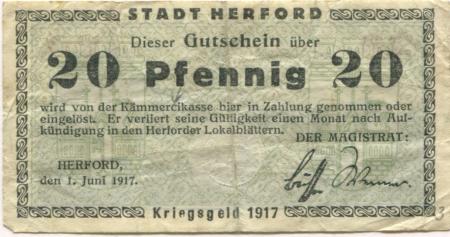 STADT HERFORD
Dieser Gutschein über
20 Pfennig 20
wird von der Kämmereikasse hier in Zahlung genommen oder
eingelöst. Er verliert seine Gültigkeit einen Monat nach Auf-
kündigung in den Herforder Lokalblättern.
DER MAGISTRAT:
HERFORD,
den 1. Juni 1917.
Kriegsgeld 1917